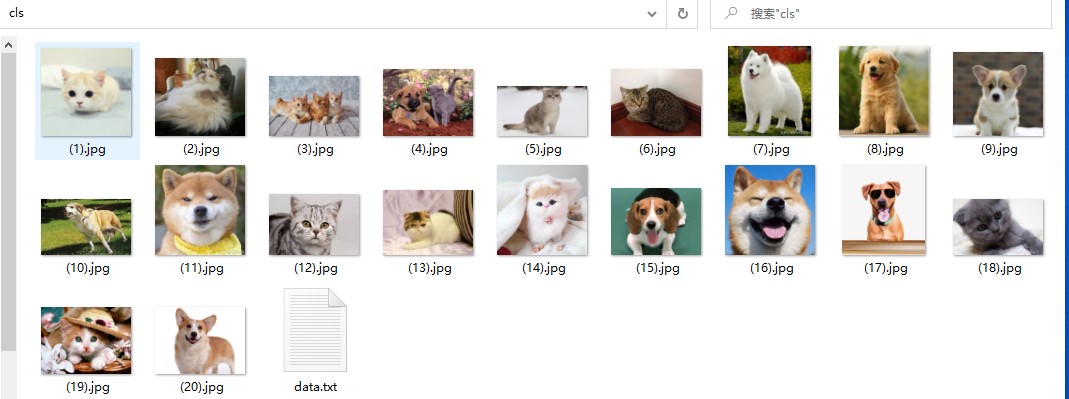 cls
搜索"cls"
(1).jpg
(2).jpg
(3).jpg
(4).jpg
(5).jpg
(6).jpg
(7).jpg
(8).jpg
(9).jpg
(10).jpg
(11).jpg
(12).jpg
(13).jpg
(14).jpg
(15).jpg
(16).jpg
(17).jpg
(18).jpg
(19).jpg
(20).jpg
data.txt